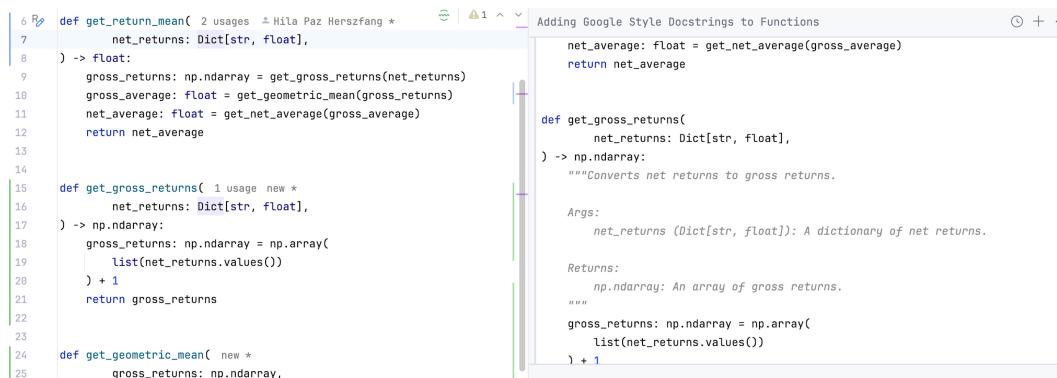 6 def get_return_mean( 2 usages Hila Paz Herszfang *
7 net_returns: Dict[str, float],
8 ) -> float:
9 gross_returns: np.ndarray = get_gross_returns(net_returns)
10 gross_average: float = get_geometric_mean(gross_returns)
11 net_average: float = get_net_average(gross_average)
12 return net_average
13
14
15 def get_gross_returns( 1 usage new *
16 net_returns: Dict[str, float],
17 ) -> np.ndarray:
18 gross_returns: np.ndarray = np.array(
19 list(net_returns.values())
20 ) + 1
21 return gross_returns
22
23
24 def get_geometric_mean( new *
25 gross_returns: np.ndarray,
1
Adding Google Style Docstrings to Functions
net_average: float = get_net_average(gross_average)
return net_average
def get_gross_returns(
net_returns: Dict[str, float],
) -> np.ndarray:
"""Converts net returns to gross returns.
Args:
net_returns (Dict[str, float]): A dictionary of net returns.
Returns:
np.ndarray: An array of gross returns.
"""
gross_returns: np.ndarray = np.array(
list(net_returns.values())
) + 1